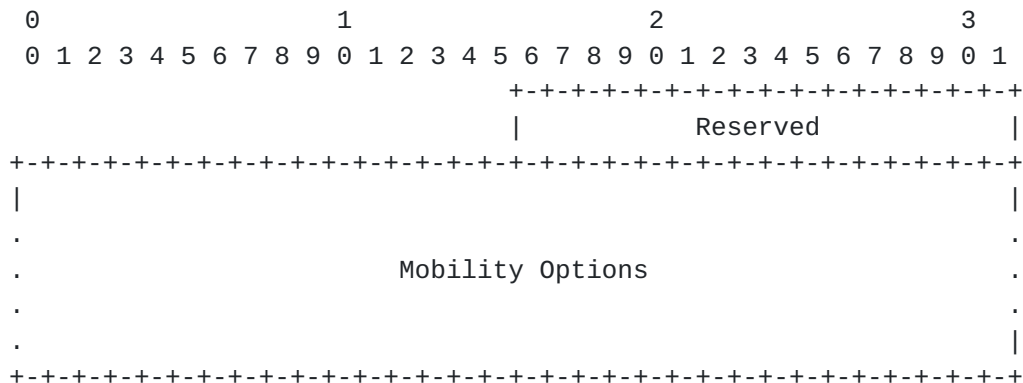 0                   1                   2                   3
 0 1 2 3 4 5 6 7 8 9 0 1 2 3 4 5 6 7 8 9 0 1 2 3 4 5 6 7 8 9 0 1
                                +-+-+-+-+-+-+-+-+-+-+-+-+-+-+-+-+
                                |           Reserved            |
+-+-+-+-+-+-+-+-+-+-+-+-+-+-+-+-+-+-+-+-+-+-+-+-+-+-+-+-+-+-+-+-+
|                                                               |
.                                                               .
.                        Mobility Options                       .
.                                                               .
.                                                               |
+-+-+-+-+-+-+-+-+-+-+-+-+-+-+-+-+-+-+-+-+-+-+-+-+-+-+-+-+-+-+-+-+